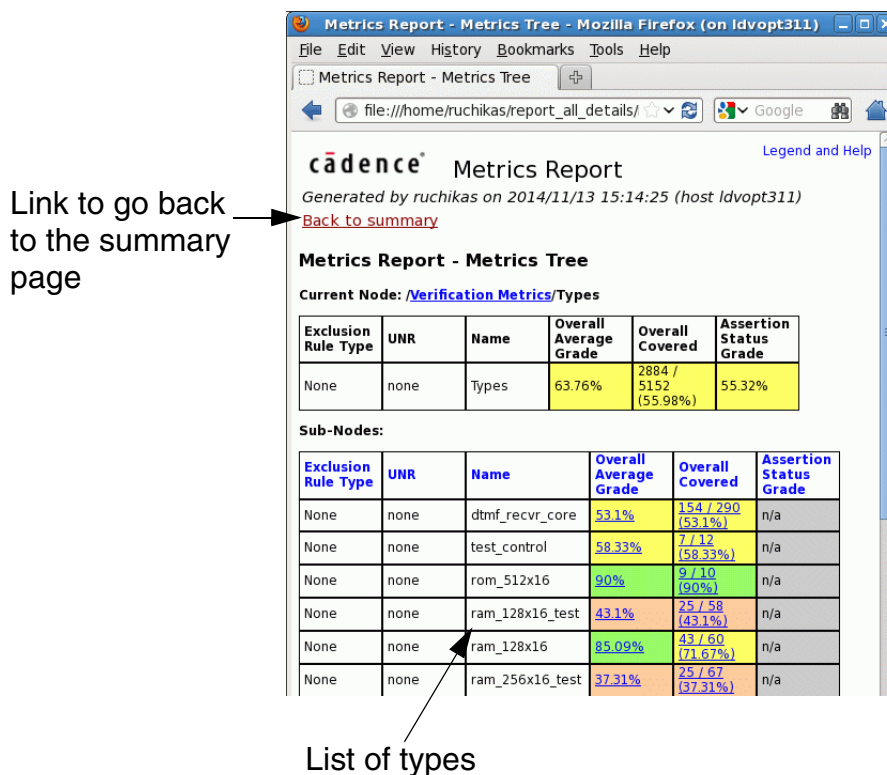 Metrics Report - Metrics Tree - Mozilla Firefox (on ldvopt311)
File Edit View History Bookmarks Tools Help
Metrics Report - Metrics Tree
file:///home/ruchikas/report_all_details/
Google
Legend and Help
cādence
Metrics Report
Generated by ruchikas on 2014/11/13 15:14:25 (host ldvopt311)
Back to summary
Link to go back
to the summary
page
Metrics Report - Metrics Tree
Current Node: /Verification Metrics/Types
Exclusion Rule Type UNR Name Overall Average Grade Overall Covered Assertion Status Grade
None none Types 63.76% 2884 / 5152 (55.98%) 55.32%
Sub-Nodes:
Exclusion Rule Type UNR Name Overall Average Grade Overall Covered Assertion Status Grade
None none dtmf_recvr_core 53.1% 154 / 290 (53.1%) n/a
None none test_control 58.33% 7 / 12 (58.33%) n/a
None none rom_512x16 90% 9 / 10 (90%) n/a
None none ram_128x16_test 43.1% 25 / 58 (43.1%) n/a
None none ram_128x16 85.09% 43 / 60 (71.67%) n/a
None none ram_256x16_test 37.31% 25 / 67 (37.31%) n/a
List of types